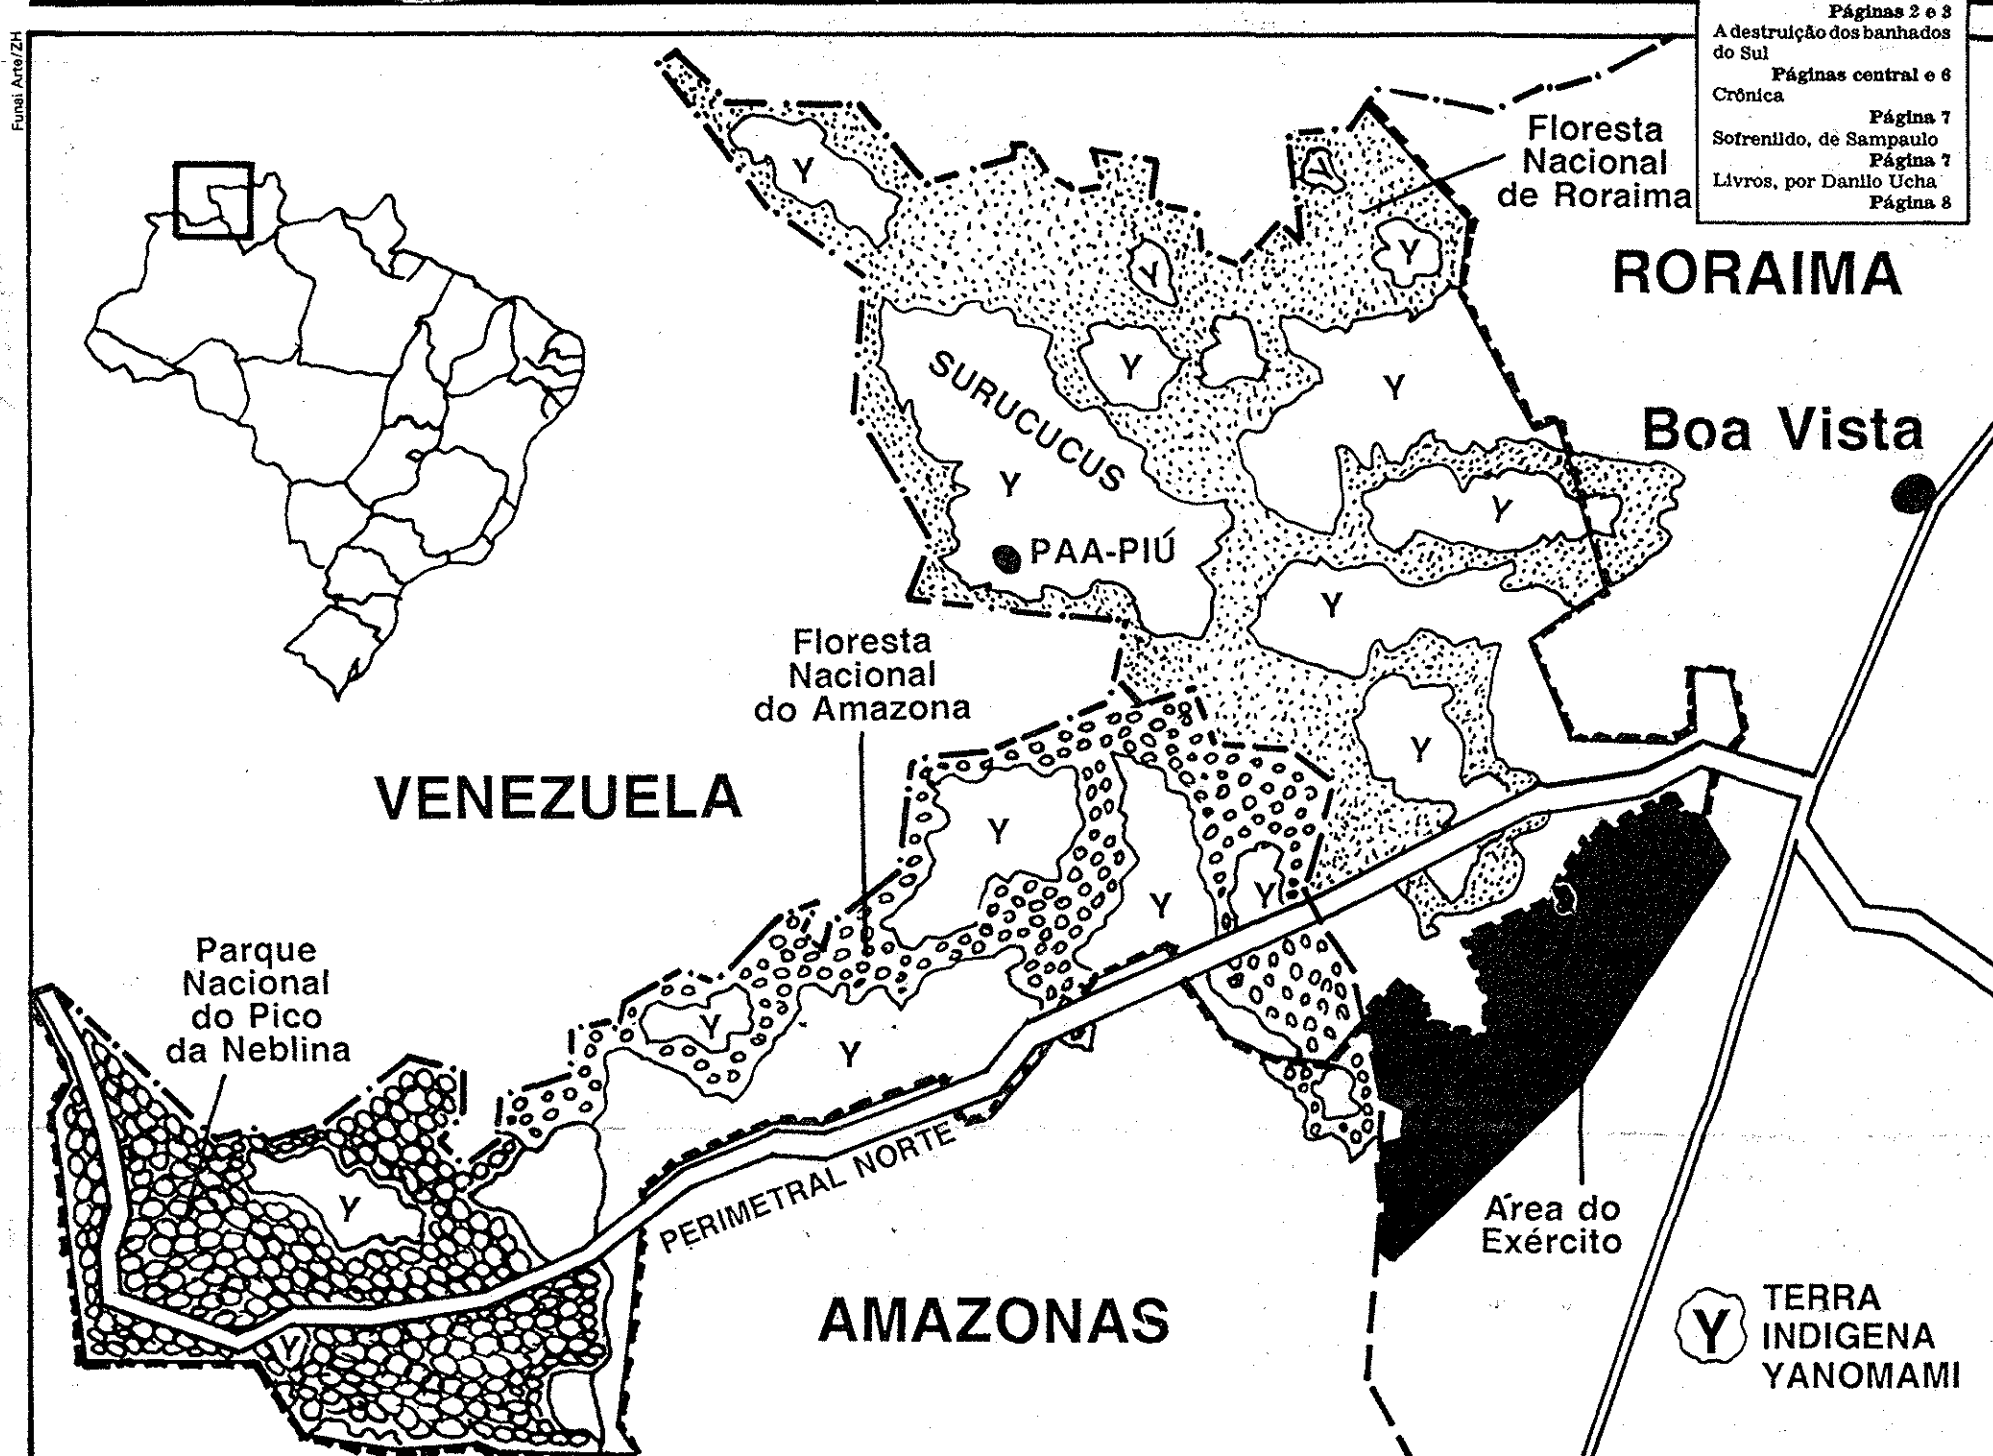 Páginas 2 e 3
A destruição dos banhados
do Sul
Páginas central e 6
Crônica
Página 7
Sofrenildo, de Sampaulo
Página 7
Livros, por Danilo Ucha
Página 8
Funai Arte/ZH
Floresta
Nacional
de Roraima
RORAIMA
Boa Vista
Y
Y
Y
Y
Y
Y
SURUCUCUS
Y
Y
PAA-PIÚ
Y
Floresta
Nacional
do Amazona
VENEZUELA
Y
Y
Y
Y
Parque
Nacional
do Pico
da Neblina
Y
Y
Y
Y
PERIMETRAL NORTE
Área do
Exército
AMAZONAS
Y
TERRA
INDIGENA
YANOMAMI